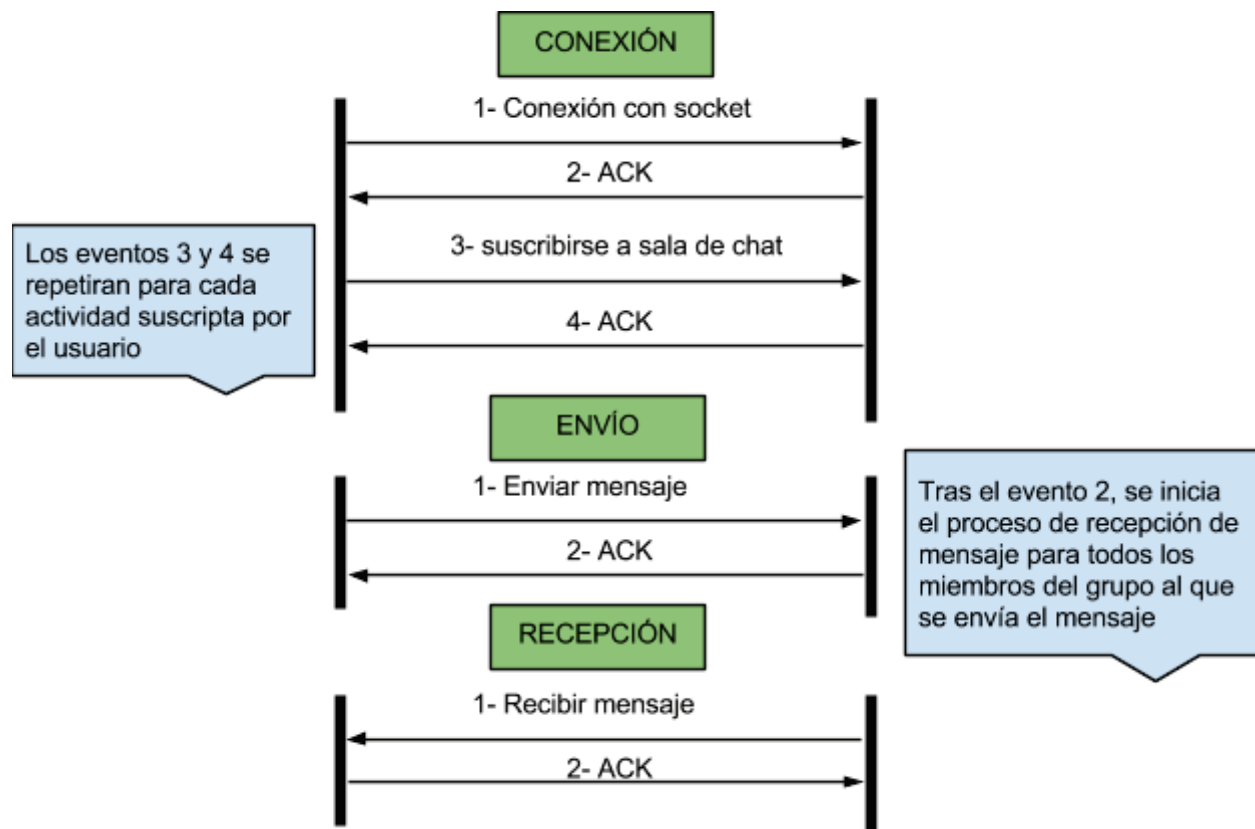 CONEXIÓN
1- Conexión con socket
2- ACK
3- suscribirse a sala de chat
4- ACK
Los eventos 3 y 4 se
repetiran para cada
actividad suscripta por
el usuario
ENVÍO
1- Enviar mensaje
2- ACK
Tras el evento 2, se inicia
el proceso de recepción de
mensaje para todos los
miembros del grupo al que
se envía el mensaje
RECEPCIÓN
1- Recibir mensaje
2- ACK